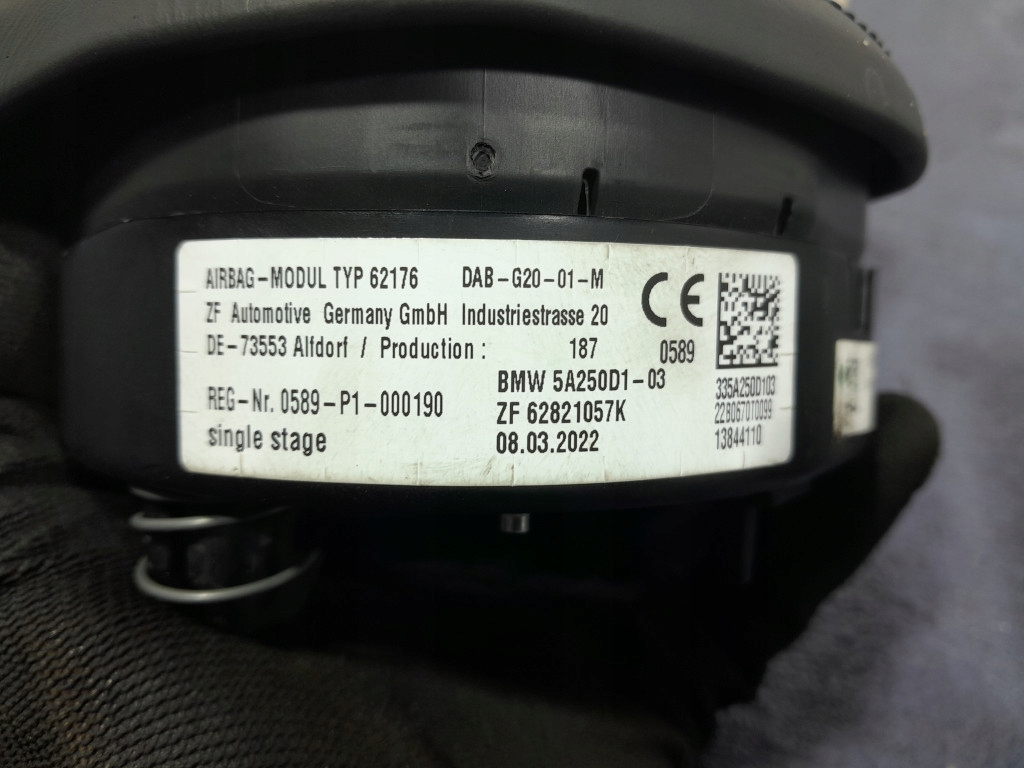 AIRBAG-MODUL TYP 62176 DAB-G20-01-M
ZF Automotive Germany GmbH Industriestrasse 20
DE-73553 Alfdorf / Production: 187 0589
CE
BMW 5A250D1-03
REG-Nr. 0589-P1-000190
ZF 62821057K
single stage
08.03.2022
335A250D103
22B067010099
13844110